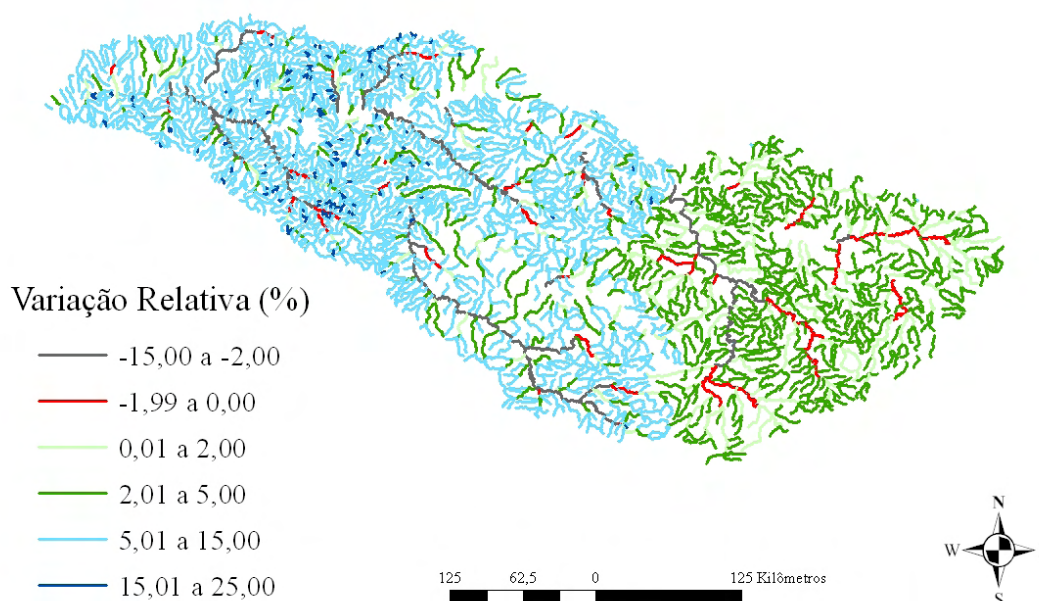 Variação Relativa (%)
-15,00 a -2,00
-1,99 a 0,00
0,01 a 2,00
2,01 a 5,00
5,01 a 15,00
15,01 a 25,00
125 62,5 0 125 Kilômetros
N
W
S